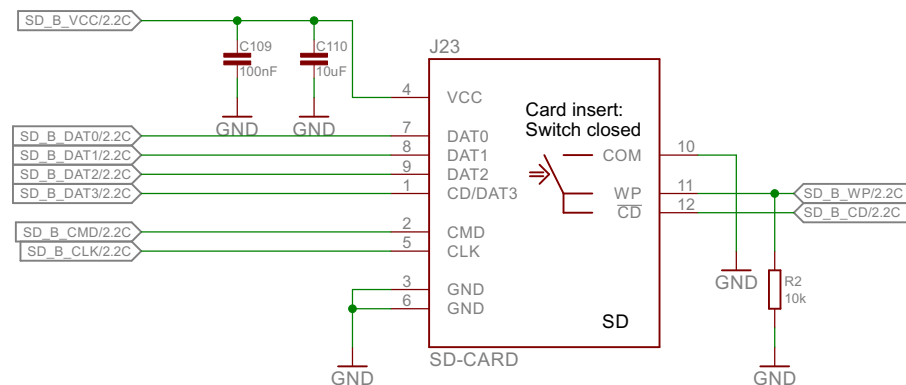 SD_B_VCC/2.2C
C109
100nF
GND
C110
10uF
GND
J23
4
VCC
Card insert:
Switch closed
SD_B_DAT0/2.2C
7
DAT0
SD_B_DAT1/2.2C
8
DAT1
COM
10
SD_B_DAT2/2.2C
9
DAT2
SD_B_DAT3/2.2C
1
CD/DAT3
WP
11
SD_B_WP/2.2C
CD
12
SD_B_CD/2.2C
SD_B_CMD/2.2C
2
CMD
SD_B_CLK/2.2C
5
CLK
3
GND
6
GND
GND
R2
10k
SD
SD-CARD
GND
GND